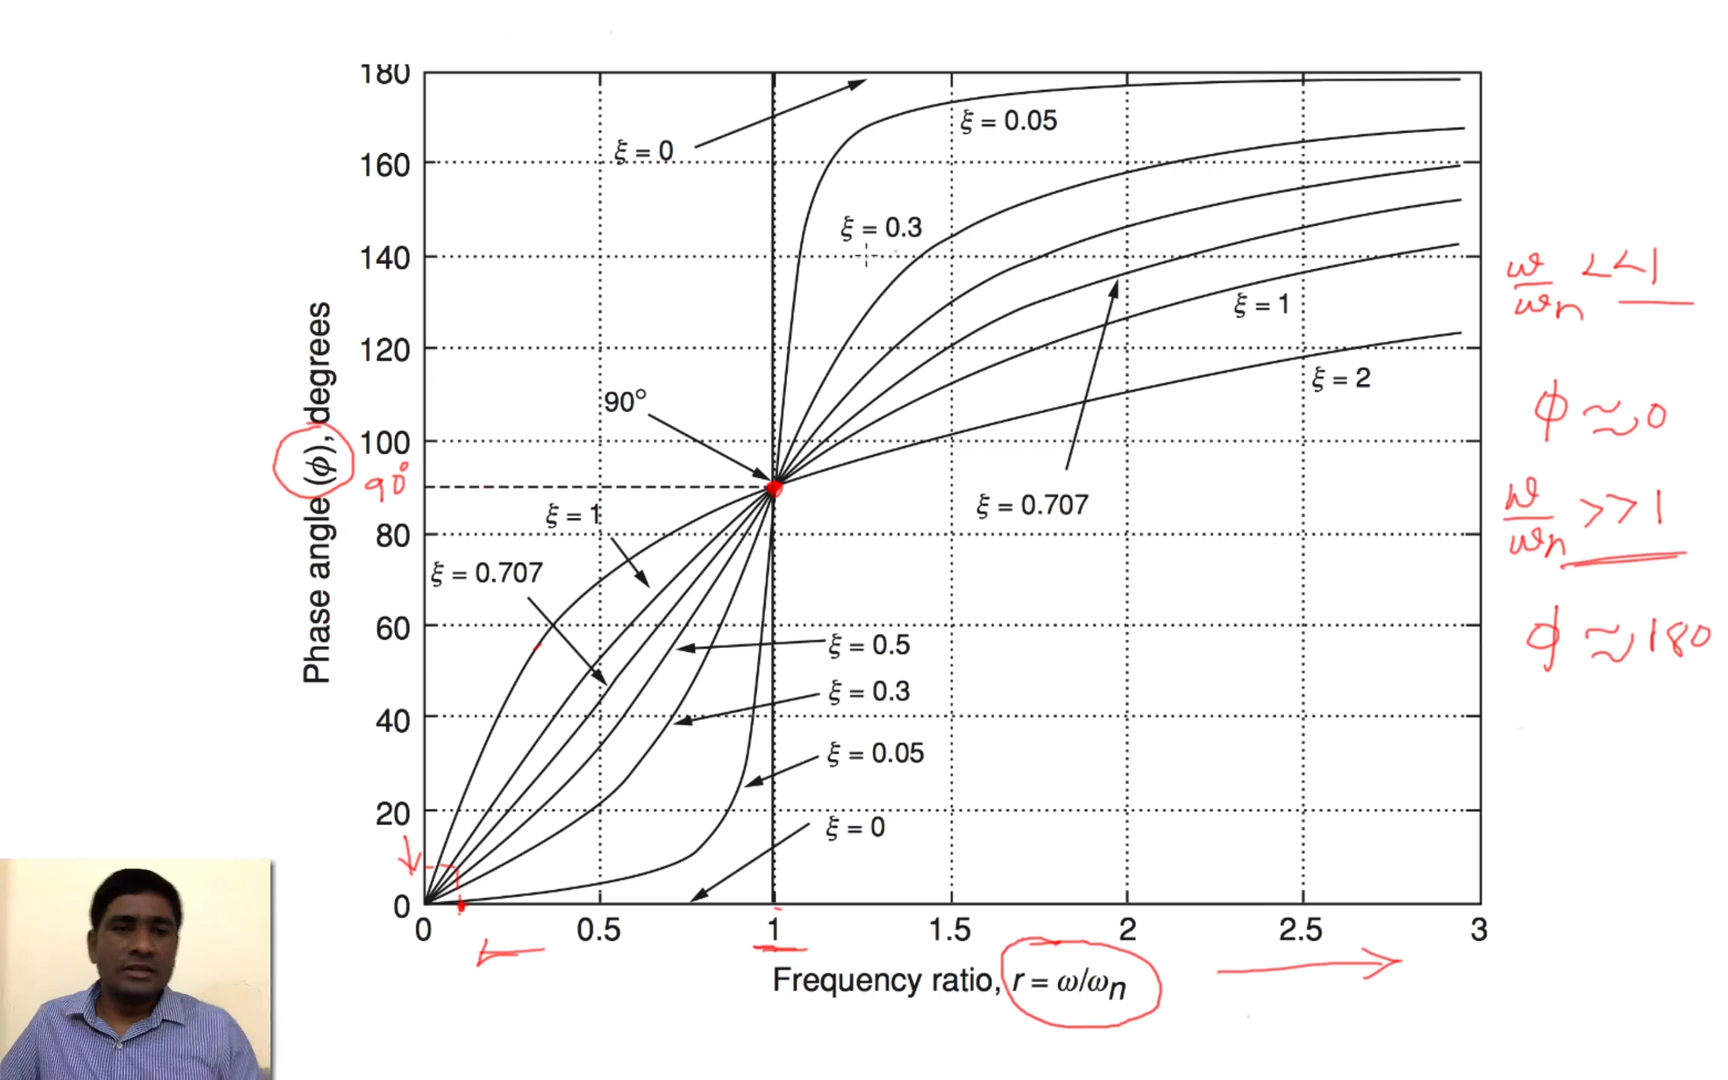 180
160
140
120
100
90°
80
60
40
20
0
Phase angle (ϕ), degrees
ξ = 0
ξ = 0.05
ξ = 0.3
ξ = 1
ξ = 2
90°
ξ = 0.707
ξ = 1
ξ = 0.707
ξ = 0.5
ξ = 0.3
ξ = 0.05
ξ = 0
0 0.5 1 1.5 2 2.5 3
Frequency ratio, r = ω/ωn
ω/ωn <<1
ϕ ≈ 0
ω/ωn >> 1
ϕ ≈ 180